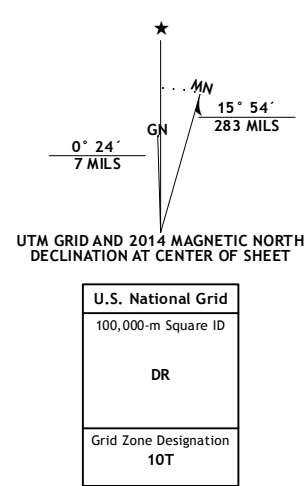 MN
GN
15° 54´
283 MILS
0° 24´
7 MILS
UTM GRID AND 2014 MAGNETIC NORTH
DECLINATION AT CENTER OF SHEET
U.S. National Grid
100,000-m Square ID
DR
Grid Zone Designation
10T